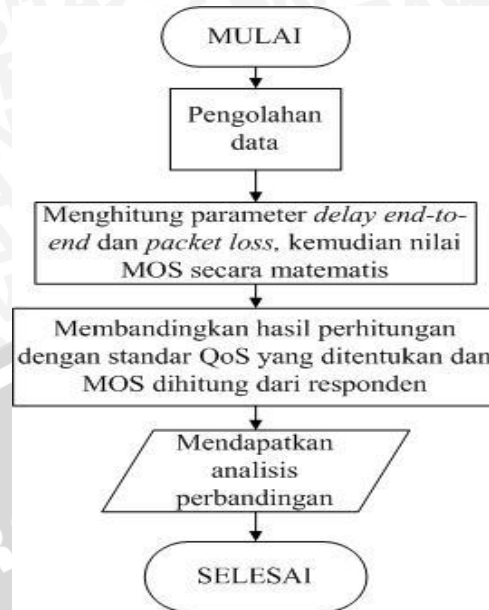 MULAI
Pengolahan
data
Menghitung parameter delay end-to-
end dan packet loss, kemudian nilai
MOS secara matematis
Membandingkan hasil perhitungan
dengan standar QoS yang ditentukan dan
MOS dihitung dari responden
Mendapatkan
analisis
perbandingan
SELESAI